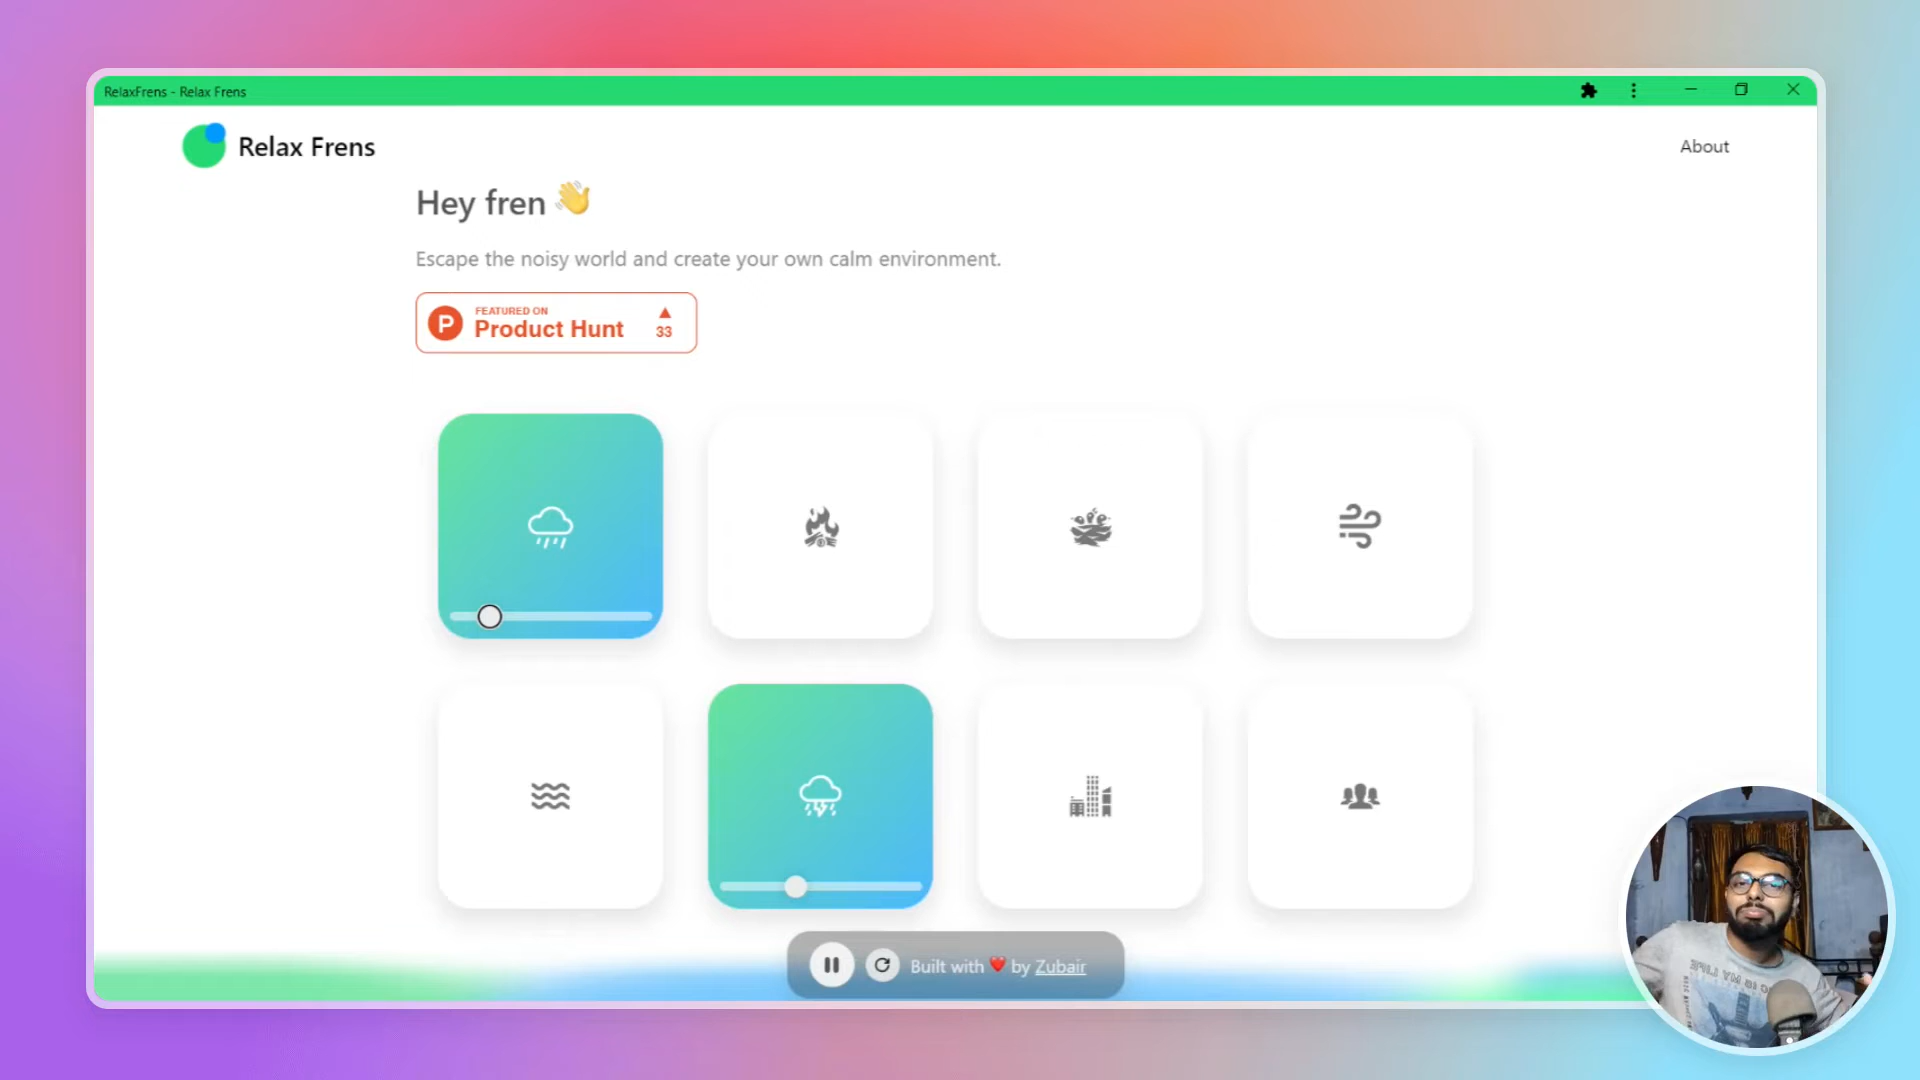 RelaxFrens - Relax Frens
Relax Frens
About
Hey fren 👋
Escape the noisy world and create your own calm environment.
FEATURED ON
Product Hunt
▲
33
Built with ❤️ by Zubair